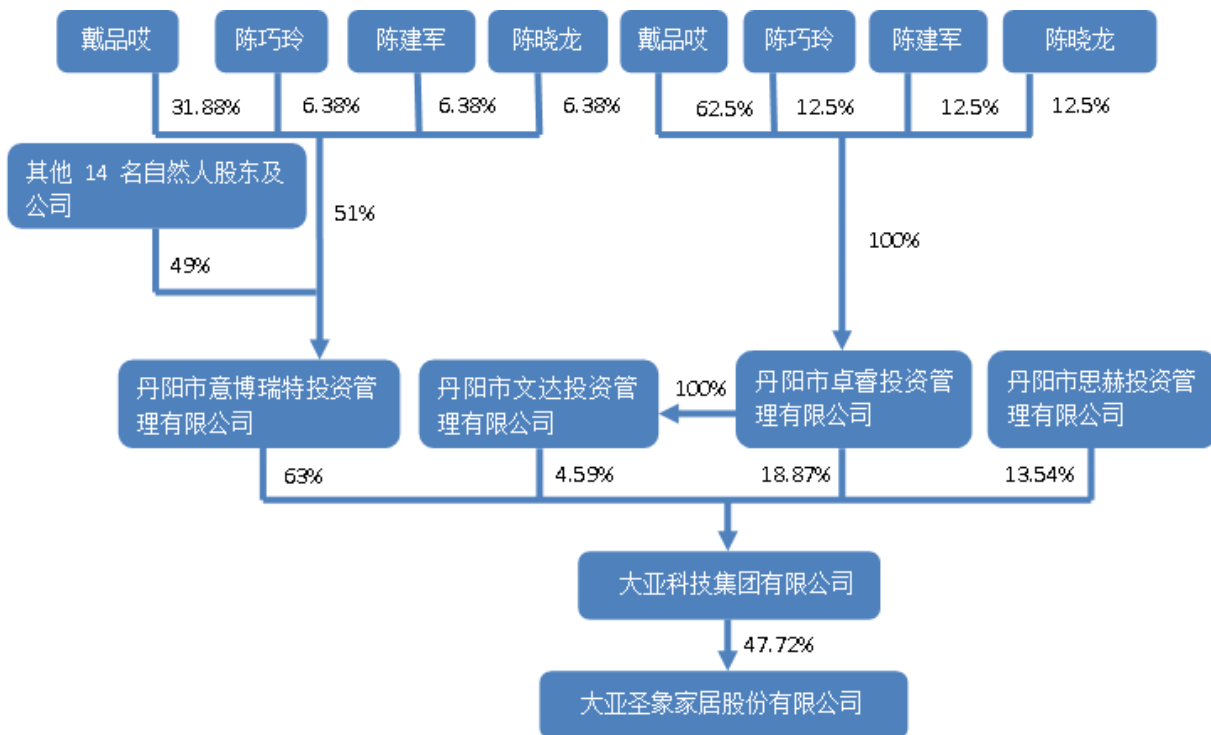 戴品哎
陈巧玲
陈建军
陈晓龙
戴品哎
陈巧玲
陈建军
陈晓龙
31.88%
6.38%
6.38%
6.38%
62.5%
12.5%
12.5%
12.5%
其他 14 名自然人股东及
公司
51%
49%
100%
丹阳市意博瑞特投资管
理有限公司
丹阳市文达投资管
理有限公司
100%
丹阳市卓睿投资管
理有限公司
丹阳市思赫投资管
理有限公司
63%
4.59%
18.87%
13.54%
大亚科技集团有限公司
47.72%
大亚圣象家居股份有限公司